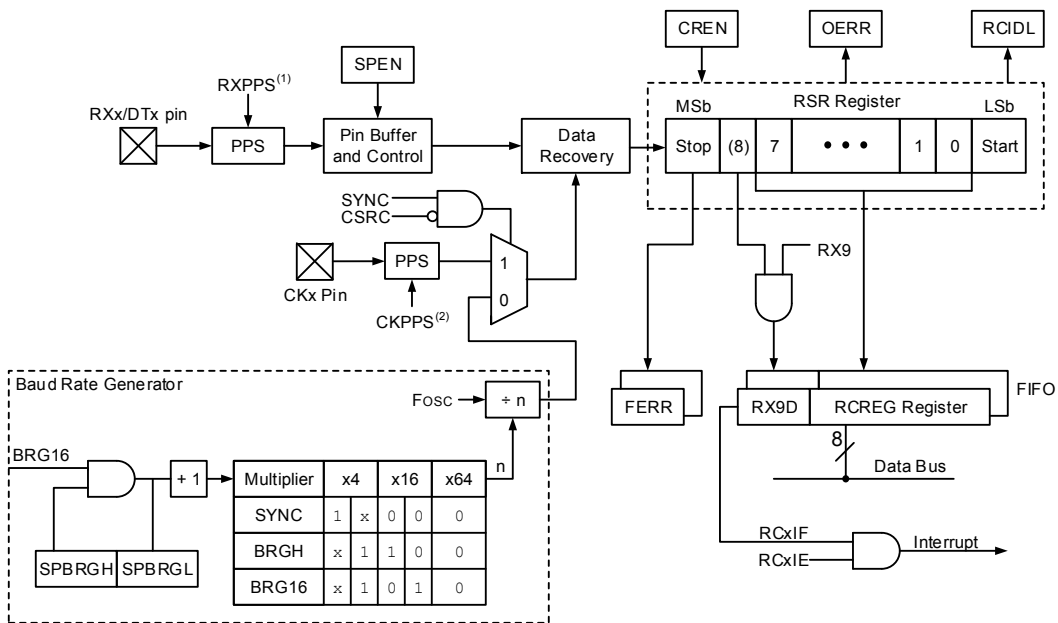 CREN
OERR
RCIDL
SPEN
RXPPS(1)
RXx/DTx pin
PPS
Pin Buffer
and Control
Data
Recovery
MSb
RSR Register
LSb
Stop
(8)
7
• • •
1
0
Start
SYNC
CSRC
PPS
CKx Pin
CKPPS(2)
1
0
RX9
Baud Rate Generator
FOSC
÷ n
n
BRG16
+ 1
SPBRGH
SPBRGL
Multiplier x4 x16 x64
SYNC 1 x 0 0 0
BRGH x 1 1 0 0
BRG16 x 1 0 1 0
FERR
RX9D
RCREG Register
FIFO
8
Data Bus
RCxIF
RCxIE
Interrupt